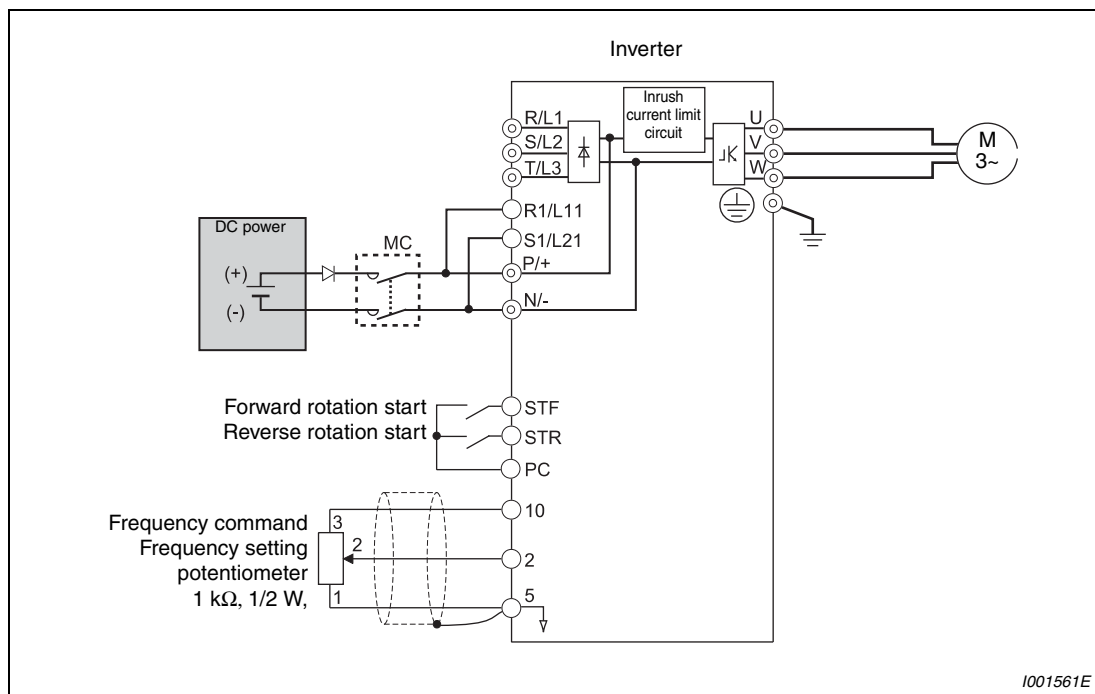 Inverter
Inrush
current limit
circuit
R/L1
S/L2
T/L3
U
V
W
M
3~
R1/L11
S1/L21
DC power
MC
(+)
(-)
P/+
N/-
Forward rotation start
Reverse rotation start
STF
STR
PC
Frequency command
Frequency setting
potentiometer
1 kΩ, 1/2 W,
3
2
1
10
2
5
I001561E